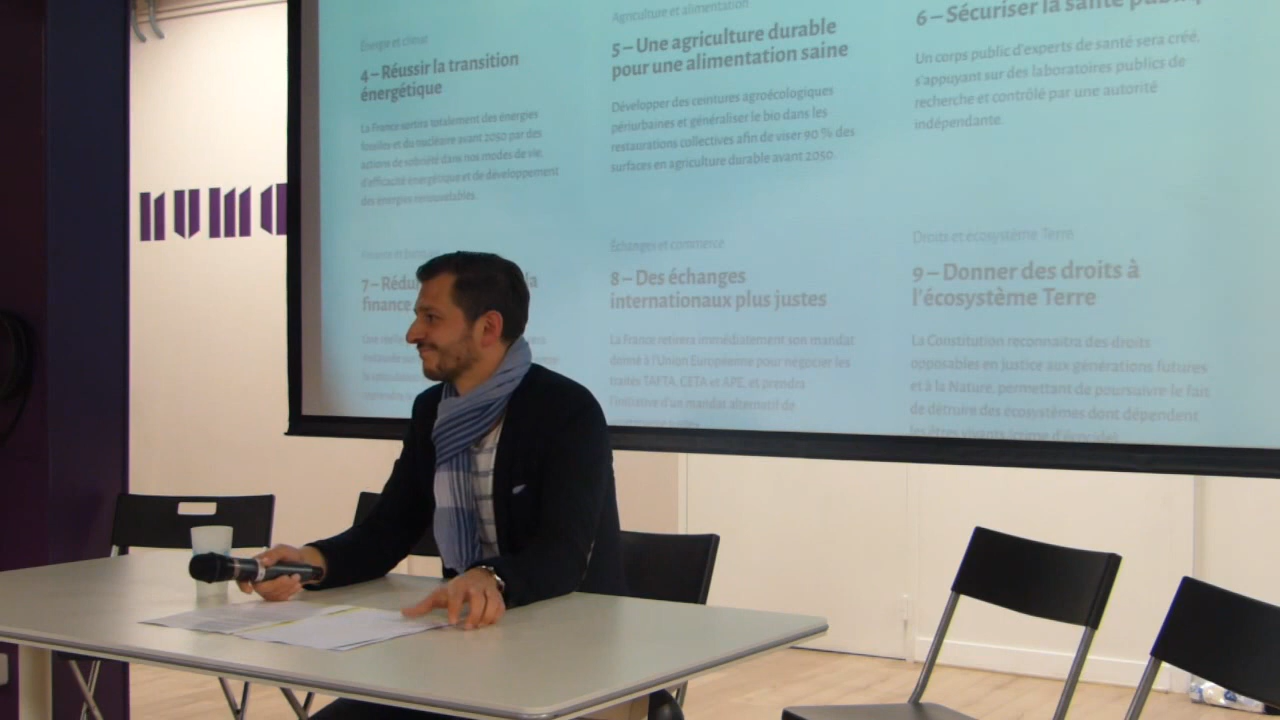 NUMA
Énergie et climat
4 – Réussir la transition
énergétique
La France sortira totalement des énergies
fossiles et du nucléaire avant 2050 par des
actions de sobriété dans nos modes de vie,
d'efficacité énergétique et de développement
des énergies renouvelables.
Agriculture et alimentation
5 – Une agriculture durable
pour une alimentation saine
Développer des ceintures agroécologiques
périurbaines et généraliser le bio dans les
restaurations collectives afin de viser 90 % des
surfaces en agriculture durable avant 2050.
6 – Sécuriser la santé
Un corps public d'experts de santé sera créé,
s'appuyant sur des laboratoires publics de
recherche et contrôlé par une autorité
indépendante.
7 –
finance
Échanges et commerce
8 – Des échanges
internationaux plus justes
La France retirera immédiatement son mandat
donné à l'Union Européenne pour négocier les
traités TAFTA, CETA et APE, et prendra
l'initiative d'un mandat alternatif de
Droits et écosystème Terre
9 – Donner des droits à
l'écosystème Terre
La Constitution reconnaitra des droits
opposables en justice aux générations futures
et à la Nature, permettant de poursuivre le fait
de détruire des écosystèmes dont dépendent
les êtres vivants (crime d'écocide).